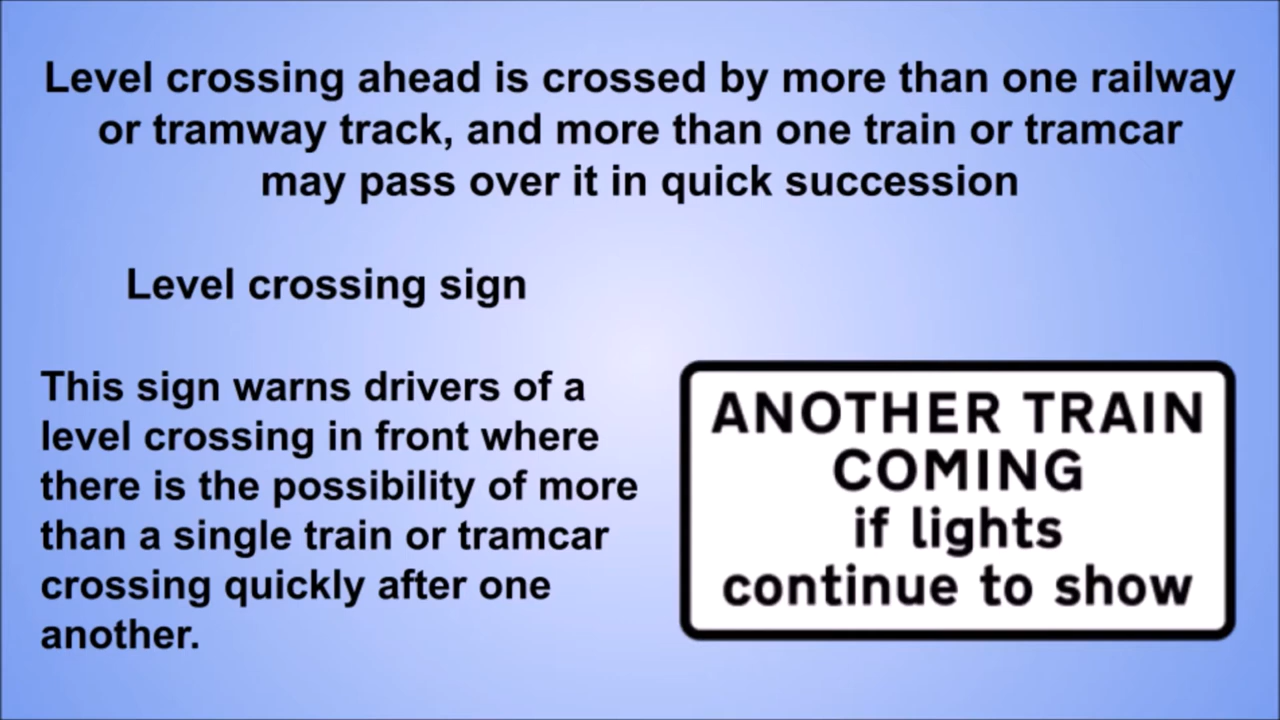 Level crossing ahead is crossed by more than one railway
or tramway track, and more than one train or tramcar
may pass over it in quick succession
Level crossing sign
This sign warns drivers of a
level crossing in front where
there is the possibility of more
than a single train or tramcar
crossing quickly after one
another.
ANOTHER TRAIN
COMING
if lights
continue to show